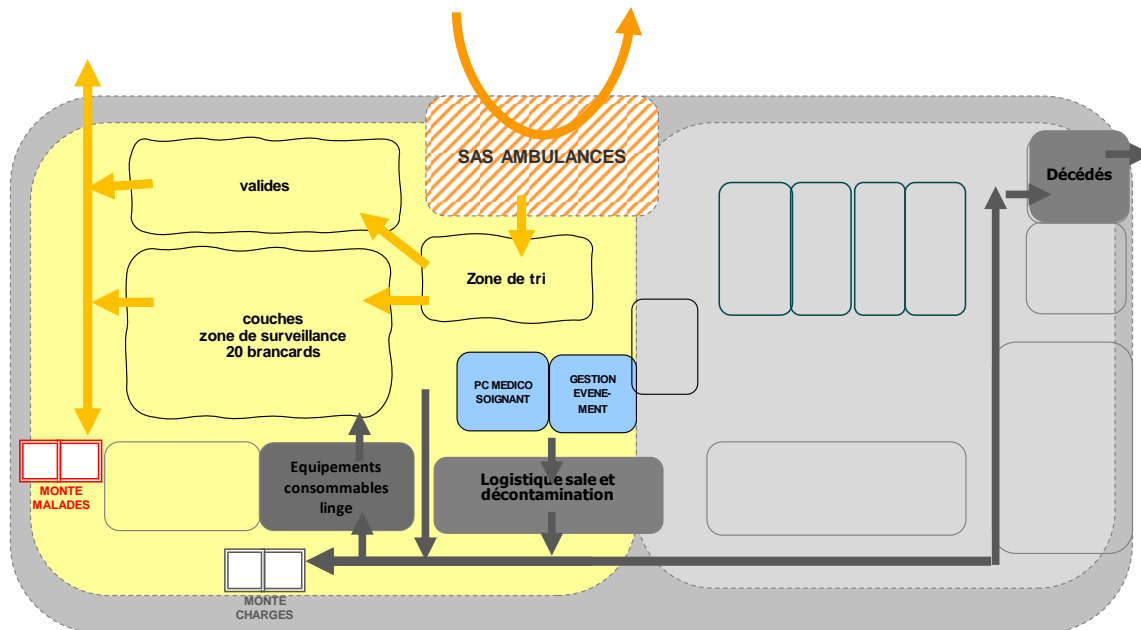 SAS AMBULANCES
Décédés
valides
Zone de tri
couches
zone de surveillance
20 brancards
PC MEDICO
SOIGNANT
GESTION
EVENE-
MENT
Equipements
consommables
linge
Logistique sale et
décontamination
MONTE
MALADES
MONTE
CHARGES